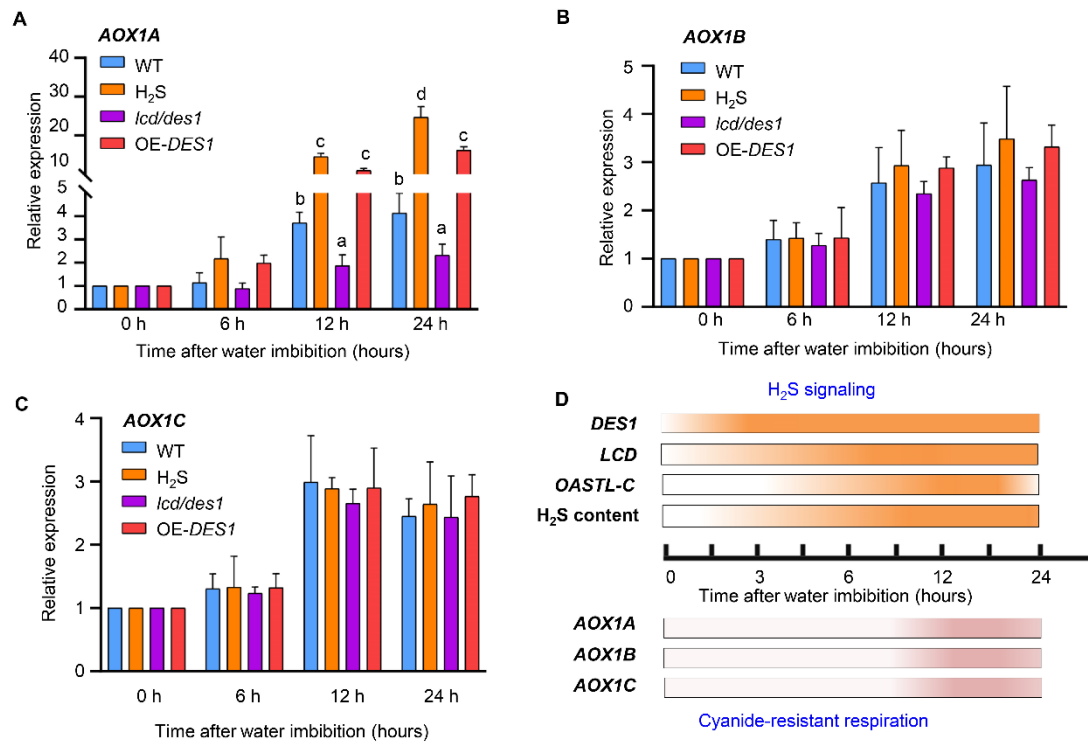 A
AOX1A
WT
H₂S
lcd/des1
OE-DES1
Relative expression
40
30
20
10
5
4
2
1
0
b
c
a
c
b
d
a
c
0 h
6 h
12 h
24 h
Time after water imbibition (hours)
B
AOX1B
WT
H₂S
lcd/des1
OE-DES1
Relative expression
5
4
3
2
1
0
0 h
6 h
12 h
24 h
Time after water imbibition (hours)
C
AOX1C
WT
H₂S
lcd/des1
OE-DES1
Relative expression
4
3
2
1
0
0 h
6 h
12 h
24 h
Time after water imbibition (hours)
D
H₂S signaling
DES1
LCD
OASTL-C
H₂S content
0 3 6 12 24
Time after water imbibition (hours)
AOX1A
AOX1B
AOX1C
Cyanide-resistant respiration